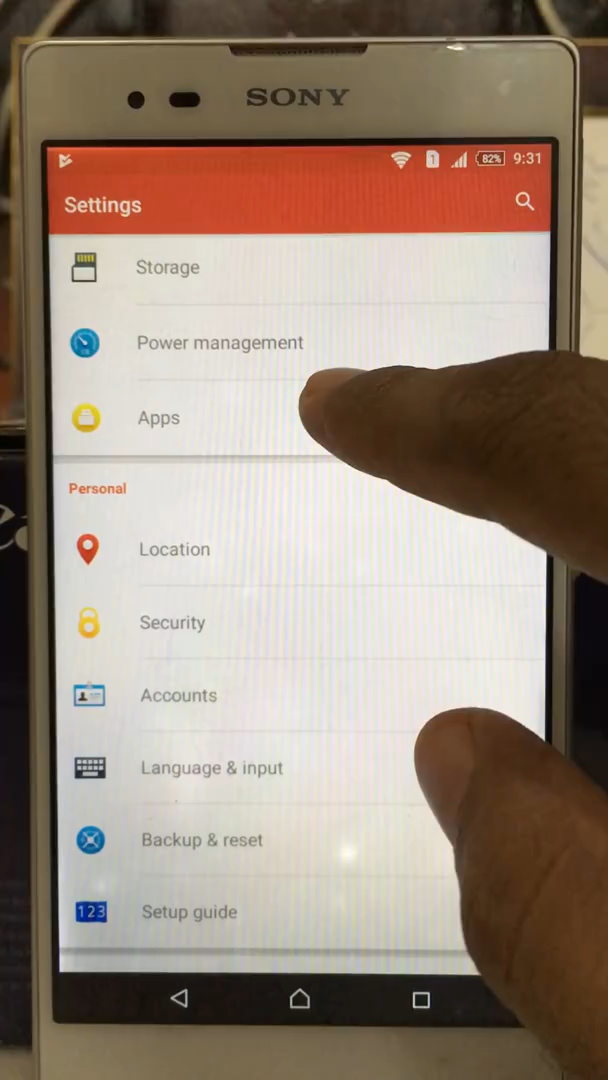 SONY
1 82% 9:31
Settings
Storage
Power management
Apps
Personal
Location
Security
Accounts
Language & input
Backup & reset
123 Setup guide